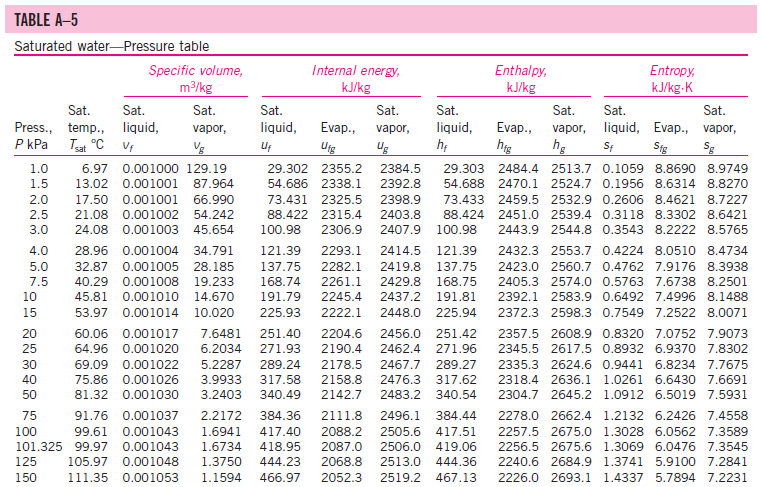 TABLE A–5
Saturated water—Pressure table
Specific volume, Internal energy, Enthalpy, Entropy,
m³/kg kJ/kg kJ/kg kJ/kg·K
Sat. Sat. Sat. Sat. Sat. Sat. Sat. Sat. Sat.
Press., temp., liquid, vapor, liquid, Evap., vapor, liquid, Evap., vapor, liquid, Evap., vapor,
P kPa Tsat °C vf vg uf ufg ug hf hfg hg sf sfg sg
1.0 6.97 0.001000 129.19 29.302 2355.2 2384.5 29.303 2484.4 2513.7 0.1059 8.8690 8.9749
1.5 13.02 0.001001 87.964 54.686 2338.1 2392.8 54.688 2470.1 2524.7 0.1956 8.6314 8.8270
2.0 17.50 0.001001 66.990 73.431 2325.5 2398.9 73.433 2459.5 2532.9 0.2606 8.4621 8.7227
2.5 21.08 0.001002 54.242 88.422 2315.4 2403.8 88.424 2451.0 2539.4 0.3118 8.3302 8.6421
3.0 24.08 0.001003 45.654 100.98 2306.9 2407.9 100.98 2443.9 2544.8 0.3543 8.2222 8.5765
4.0 28.96 0.001004 34.791 121.39 2293.1 2414.5 121.39 2432.3 2553.7 0.4224 8.0510 8.4734
5.0 32.87 0.001005 28.185 137.75 2282.1 2419.8 137.75 2423.0 2560.7 0.4762 7.9176 8.3938
7.5 40.29 0.001008 19.233 168.74 2261.1 2429.8 168.75 2405.3 2574.0 0.5763 7.6738 8.2501
10 45.81 0.001010 14.670 191.79 2245.4 2437.2 191.81 2392.1 2583.9 0.6492 7.4996 8.1488
15 53.97 0.001014 10.020 225.93 2222.1 2448.0 225.94 2372.3 2598.3 0.7549 7.2522 8.0071
20 60.06 0.001017 7.6481 251.40 2204.6 2456.0 251.42 2357.5 2608.9 0.8320 7.0752 7.9073
25 64.96 0.001020 6.2034 271.93 2190.4 2462.4 271.96 2345.5 2617.5 0.8932 6.9370 7.8302
30 69.09 0.001022 5.2287 289.24 2178.5 2467.7 289.27 2335.3 2624.6 0.9441 6.8234 7.7675
40 75.86 0.001026 3.9933 317.58 2158.8 2476.3 317.62 2318.4 2636.1 1.0261 6.6430 7.6691
50 81.32 0.001030 3.2403 340.49 2142.7 2483.2 340.54 2304.7 2645.2 1.0912 6.5019 7.5931
75 91.76 0.001037 2.2172 384.36 2111.8 2496.1 384.44 2278.0 2662.4 1.2132 6.2426 7.4558
100 99.61 0.001043 1.6941 417.40 2088.2 2505.6 417.51 2257.5 2675.0 1.3028 6.0562 7.3589
101.325 99.97 0.001043 1.6734 418.95 2087.0 2506.0 419.06 2256.5 2675.6 1.3069 6.0476 7.3545
125 105.97 0.001048 1.3750 444.23 2068.8 2513.0 444.36 2240.6 2684.9 1.3741 5.9100 7.2841
150 111.35 0.001053 1.1594 466.97 2052.3 2519.2 467.13 2226.0 2693.1 1.4337 5.7894 7.2231